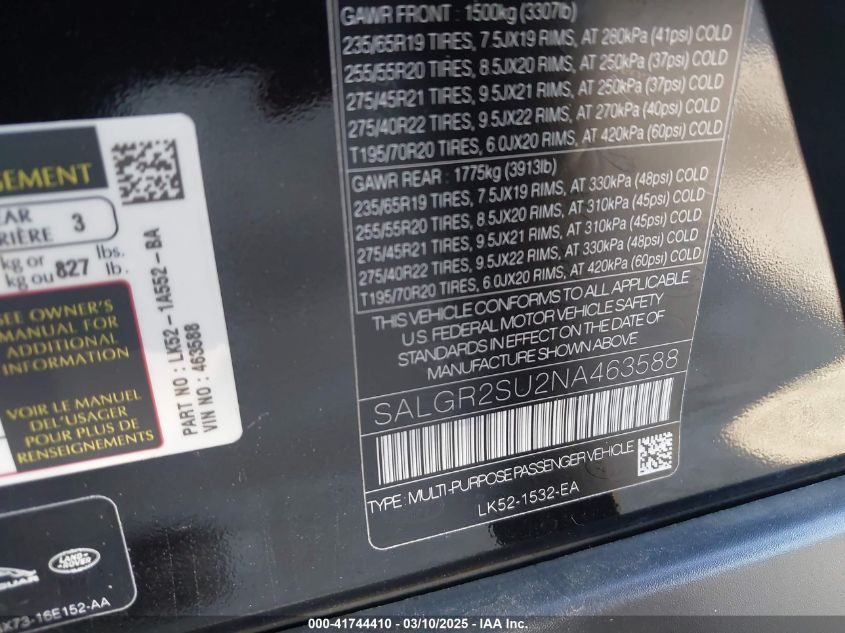 GAWR FRONT : 1500kg (3307lb)
235/65R19 TIRES, 7.5JX19 RIMS, AT 280kPa (41psi) COLD
255/55R20 TIRES, 8.5JX20 RIMS, AT 250kPa (37psi) COLD
275/45R21 TIRES, 9.5JX21 RIMS, AT 250kPa (37psi) COLD
275/40R22 TIRES, 9.5JX22 RIMS, AT 270kPa (40psi) COLD
T195/70R20 TIRES, 6.0JX20 RIMS, AT 420kPa (60psi) COLD
GAWR REAR : 1775kg (3913lb)
235/65R19 TIRES, 7.5JX19 RIMS, AT 330kPa (48psi) COLD
255/55R20 TIRES, 8.5JX20 RIMS, AT 310kPa (45psi) COLD
275/45R21 TIRES, 9.5JX21 RIMS, AT 310kPa (45psi) COLD
275/40R22 TIRES, 9.5JX22 RIMS, AT 330kPa (48psi) COLD
T195/70R20 TIRES, 6.0JX20 RIMS, AT 420kPa (60psi) COLD
THIS VEHICLE CONFORMS TO ALL APPLICABLE
U.S. FEDERAL MOTOR VEHICLE SAFETY
STANDARDS IN EFFECT ON THE DATE OF
MANUFACTURE SHOWN ABOVE
SALGR2SU2NA463588
TYPE : MULTI-PURPOSE PASSENGER VEHICLE
LK52-1532-EA
GEMENT
EAR
RIÈRE 3
kg or
kg ou 827 lbs.
lb.
SEE OWNER'S
MANUAL FOR
ADDITIONAL
INFORMATION
VOIR LE MANUEL
DEL'USAGER
POUR PLUS DE
RENSEIGNEMENTS
PART NO : LK52-1A552-BA
VIN NO : 463588
LAND-
ROVER
X73-16E152-AA
000-41744410 — 03/10/2025 — IAAI.COM